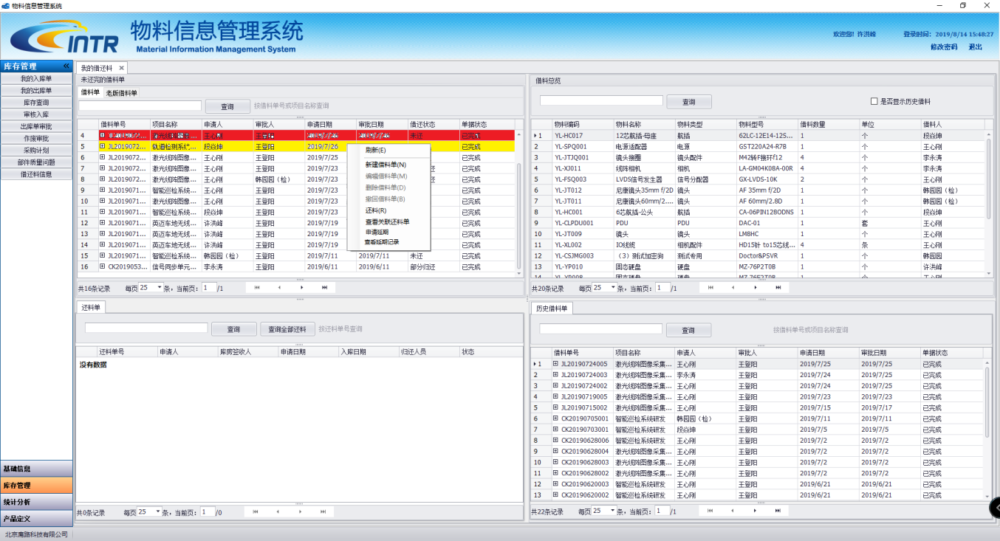 物料信息管理系统
INTR
物料信息管理系统
Material Information Management System
欢迎您! 许洪峰 登录时间: 2019/8/14 15:48:27
修改密码 退出
库存管理
我的入库单
我的出库单
库存查询
审核入库
出库单审批
作废审批
采购计划
部件质量问题
借还料信息
基础信息
库存管理
统计分析
产品定义
北京鹰路科技有限公司
我的借还料
未还完的借料单
借料单 老版借料单
查询 按借料单号或项目名称查询
借料单号 项目名称 申请人 审批人 申请日期 审批日期 借还状态 单据状态
4 JL2019072... 激光线阵图像... 王心刚 王登阳 2019/7/26 2019/7/26 未还 已完成
5 JL2019072... 轨道检测系统... 段焱坤 王登阳 2019/7/26 已完成
6 JL2019072... 激光线阵图像... 王心刚 王登阳 2019/7/25 已完成
7 JL2019072... 激光线阵图像... 王心刚 王登阳 2019/7/23 还 已完成
8 JL2019072... 激光线阵图像... 王心刚 韩园园（检） 2019/7/23 还 已完成
9 JL2019071... 智能巡检系统... 王心刚 王登阳 2019/7/23 已完成
10 JL2019071... 激光线阵图像... 王心刚 王登阳 2019/7/23 已完成
11 JL2019071... 智能巡检系统... 段焱坤 王登阳 2019/7/23 已完成
12 JL2019071... 英迈车地无线... 许洪峰 王登阳 2019/7/19 已完成
13 JL2019071... 英迈车地无线... 许洪峰 王登阳 2019/7/19 已完成
14 JL2019071... 英迈车地无线... 许洪峰 王登阳 2019/7/19 已完成
15 JL2019071... 智能巡检系统... 韩园园（检） 王登阳 2019/7/11 2019/7/11 未还 已完成
16 CK2019053... 信号同步单元... 李永涛 王登阳 2019/6/11 2019/6/11 部分归还 已完成
刷新(E)
新建借料单(N)
编辑借料单(M)
删除借料单(D)
撤回借料单(B)
还料(R)
查看关联还料单
申请延期
查看延期记录
共16条记录 每页 25 条，当前页: 1 /1
还料单
查询 查询全部还料 按还料单号查询
还料单号 申请人 库房签收人 申请日期 入库日期 归还人员 状态
没有数据
共0条记录 每页 25 条，当前页: 1 /0
借料总览
查询 是否显示历史借料
物料编码 物料名称 物料类型 物料型号 借料数量 单位 借料人
1 YL-HC017 12芯航插-母座 航插 62LC-12E14-12S... 1 个 段焱坤
2 YL-SPQ001 电源适配器 电源 GST220A24-R7B 1 个 王心刚
3 YL-JTJQ001 镜头接圈 镜头配件 M42转F接环f12 4 个 李永涛
4 YL-XJ011 线阵相机 相机 LA-GM04K08A-00R 4 个 李永涛
5 YL-FSQ003 LVDS信号发生器 信号分配器 GX-LVDS-10K 2 个 王心刚
6 YL-JT012 尼康镜头35mm f/2D 镜头 AF 35mm f/2D 1 个 韩园园（检）
7 YL-JT011 尼康镜头60mm/2.... 镜头 AF 60mm/2.8D 1 个 韩园园（检）
8 YL-HC001 6芯航插-公头 航插 CA-06PIN128ODNS 1 个 段焱坤
9 YL-CLPDU001 PDU PDU DAC-01 1 套 王心刚
10 YL-JT009 镜头 镜头 LM8HC 1 个 王心刚
11 YL-XL002 IO线缆 相机配件 HD15针 to15芯线... 4 条 王心刚
12 YL-CSJMG003 （3）测试加密狗 测试专用 Doctor&PSVR 1 个 韩园园
13 YL-YP010 固态硬盘 硬盘 MZ-76P2T0B 1 个 许洪峰
14 YL-YP008 固态硬盘 硬盘 MZ-76E2T0B 1 个 王心刚
共20条记录 每页 25 条，当前页: 1 /1
历史借料单
查询 按借料单号或项目名称查询
借料单号 项目名称 申请人 审批人 申请日期 审批日期 单据状态
1 JL20190724005 激光线阵图像采集... 王心刚 王登阳 2019/7/25 2019/7/25 已完成
2 JL20190724003 激光线阵图像采集... 李永涛 王登阳 2019/7/24 2019/7/25 已完成
3 JL20190724002 激光线阵图像采集... 王心刚 王登阳 2019/7/24 2019/7/25 已完成
4 JL20190719005 激光线阵图像采集... 王心刚 王登阳 2019/7/23 2019/7/23 已完成
5 JL20190715002 激光线阵图像采集... 王心刚 王登阳 2019/7/15 2019/7/17 已完成
6 CK20190705001 智能巡检系统研发 韩园园（检） 王登阳 2019/7/11 2019/7/11 已完成
7 CK20190703001 智能巡检系统研发 段焱坤 王登阳 2019/7/5 2019/7/5 已完成
8 CK20190628006 智能巡检系统研发 王心刚 王登阳 2019/7/2 2019/7/2 已完成
9 CK20190628004 激光线阵图像采集... 王心刚 王登阳 2019/7/2 2019/7/2 已完成
10 CK20190628003 激光线阵图像采集... 王心刚 王登阳 2019/7/2 2019/7/2 已完成
11 CK20190628002 激光线阵图像采集... 王心刚 王登阳 2019/7/2 2019/7/2 已完成
12 CK20190620003 智能巡检系统研发 王心刚 王登阳 2019/6/21 2019/6/21 已完成
13 CK20190620002 激光线阵图像采集... 王心刚 王登阳 2019/6/21 2019/6/21 已完成
共22条记录 每页 25 条，当前页: 1 /1